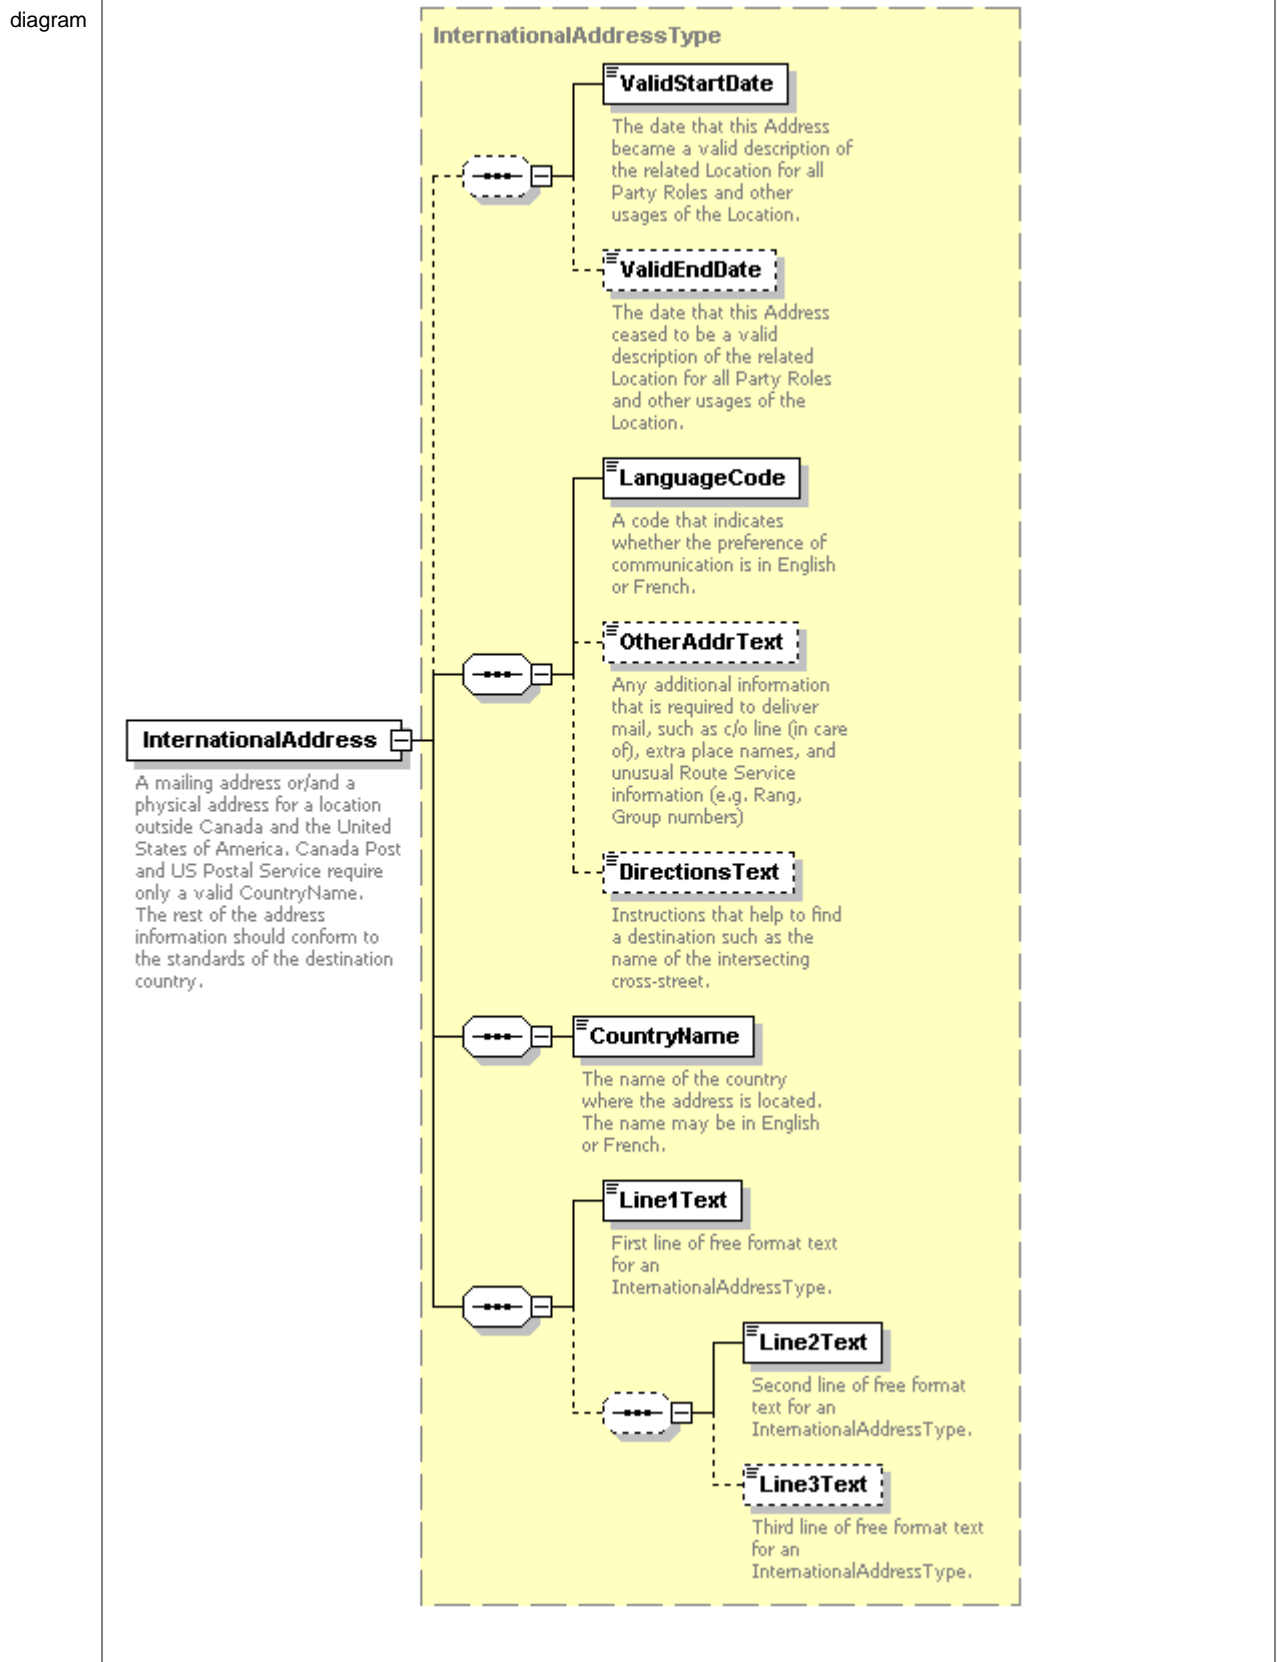 diagram
InternationalAddressType
ValidStartDate
The date that this Address
became a valid description of
the related Location for all
Party Roles and other
usages of the Location.
ValidEndDate
The date that this Address
ceased to be a valid
description of the related
Location for all Party Roles
and other usages of the
Location.
LanguageCode
A code that indicates
whether the preference of
communication is in English
or French.
OtherAddrText
Any additional information
that is required to deliver
mail, such as c/o line (in care
of), extra place names, and
unusual Route Service
information (e.g. Rang,
Group numbers)
InternationalAddress
A mailing address or/and a
physical address for a location
outside Canada and the United
States of America. Canada Post
and US Postal Service require
only a valid CountryName.
The rest of the address
information should conform to
the standards of the destination
country.
DirectionsText
Instructions that help to find
a destination such as the
name of the intersecting
cross-street.
CountryName
The name of the country
where the address is located.
The name may be in English
or French.
Line1Text
First line of free format text
for an
InternationalAddressType.
Line2Text
Second line of free format
text for an
InternationalAddressType.
Line3Text
Third line of free format text
for an
InternationalAddressType.